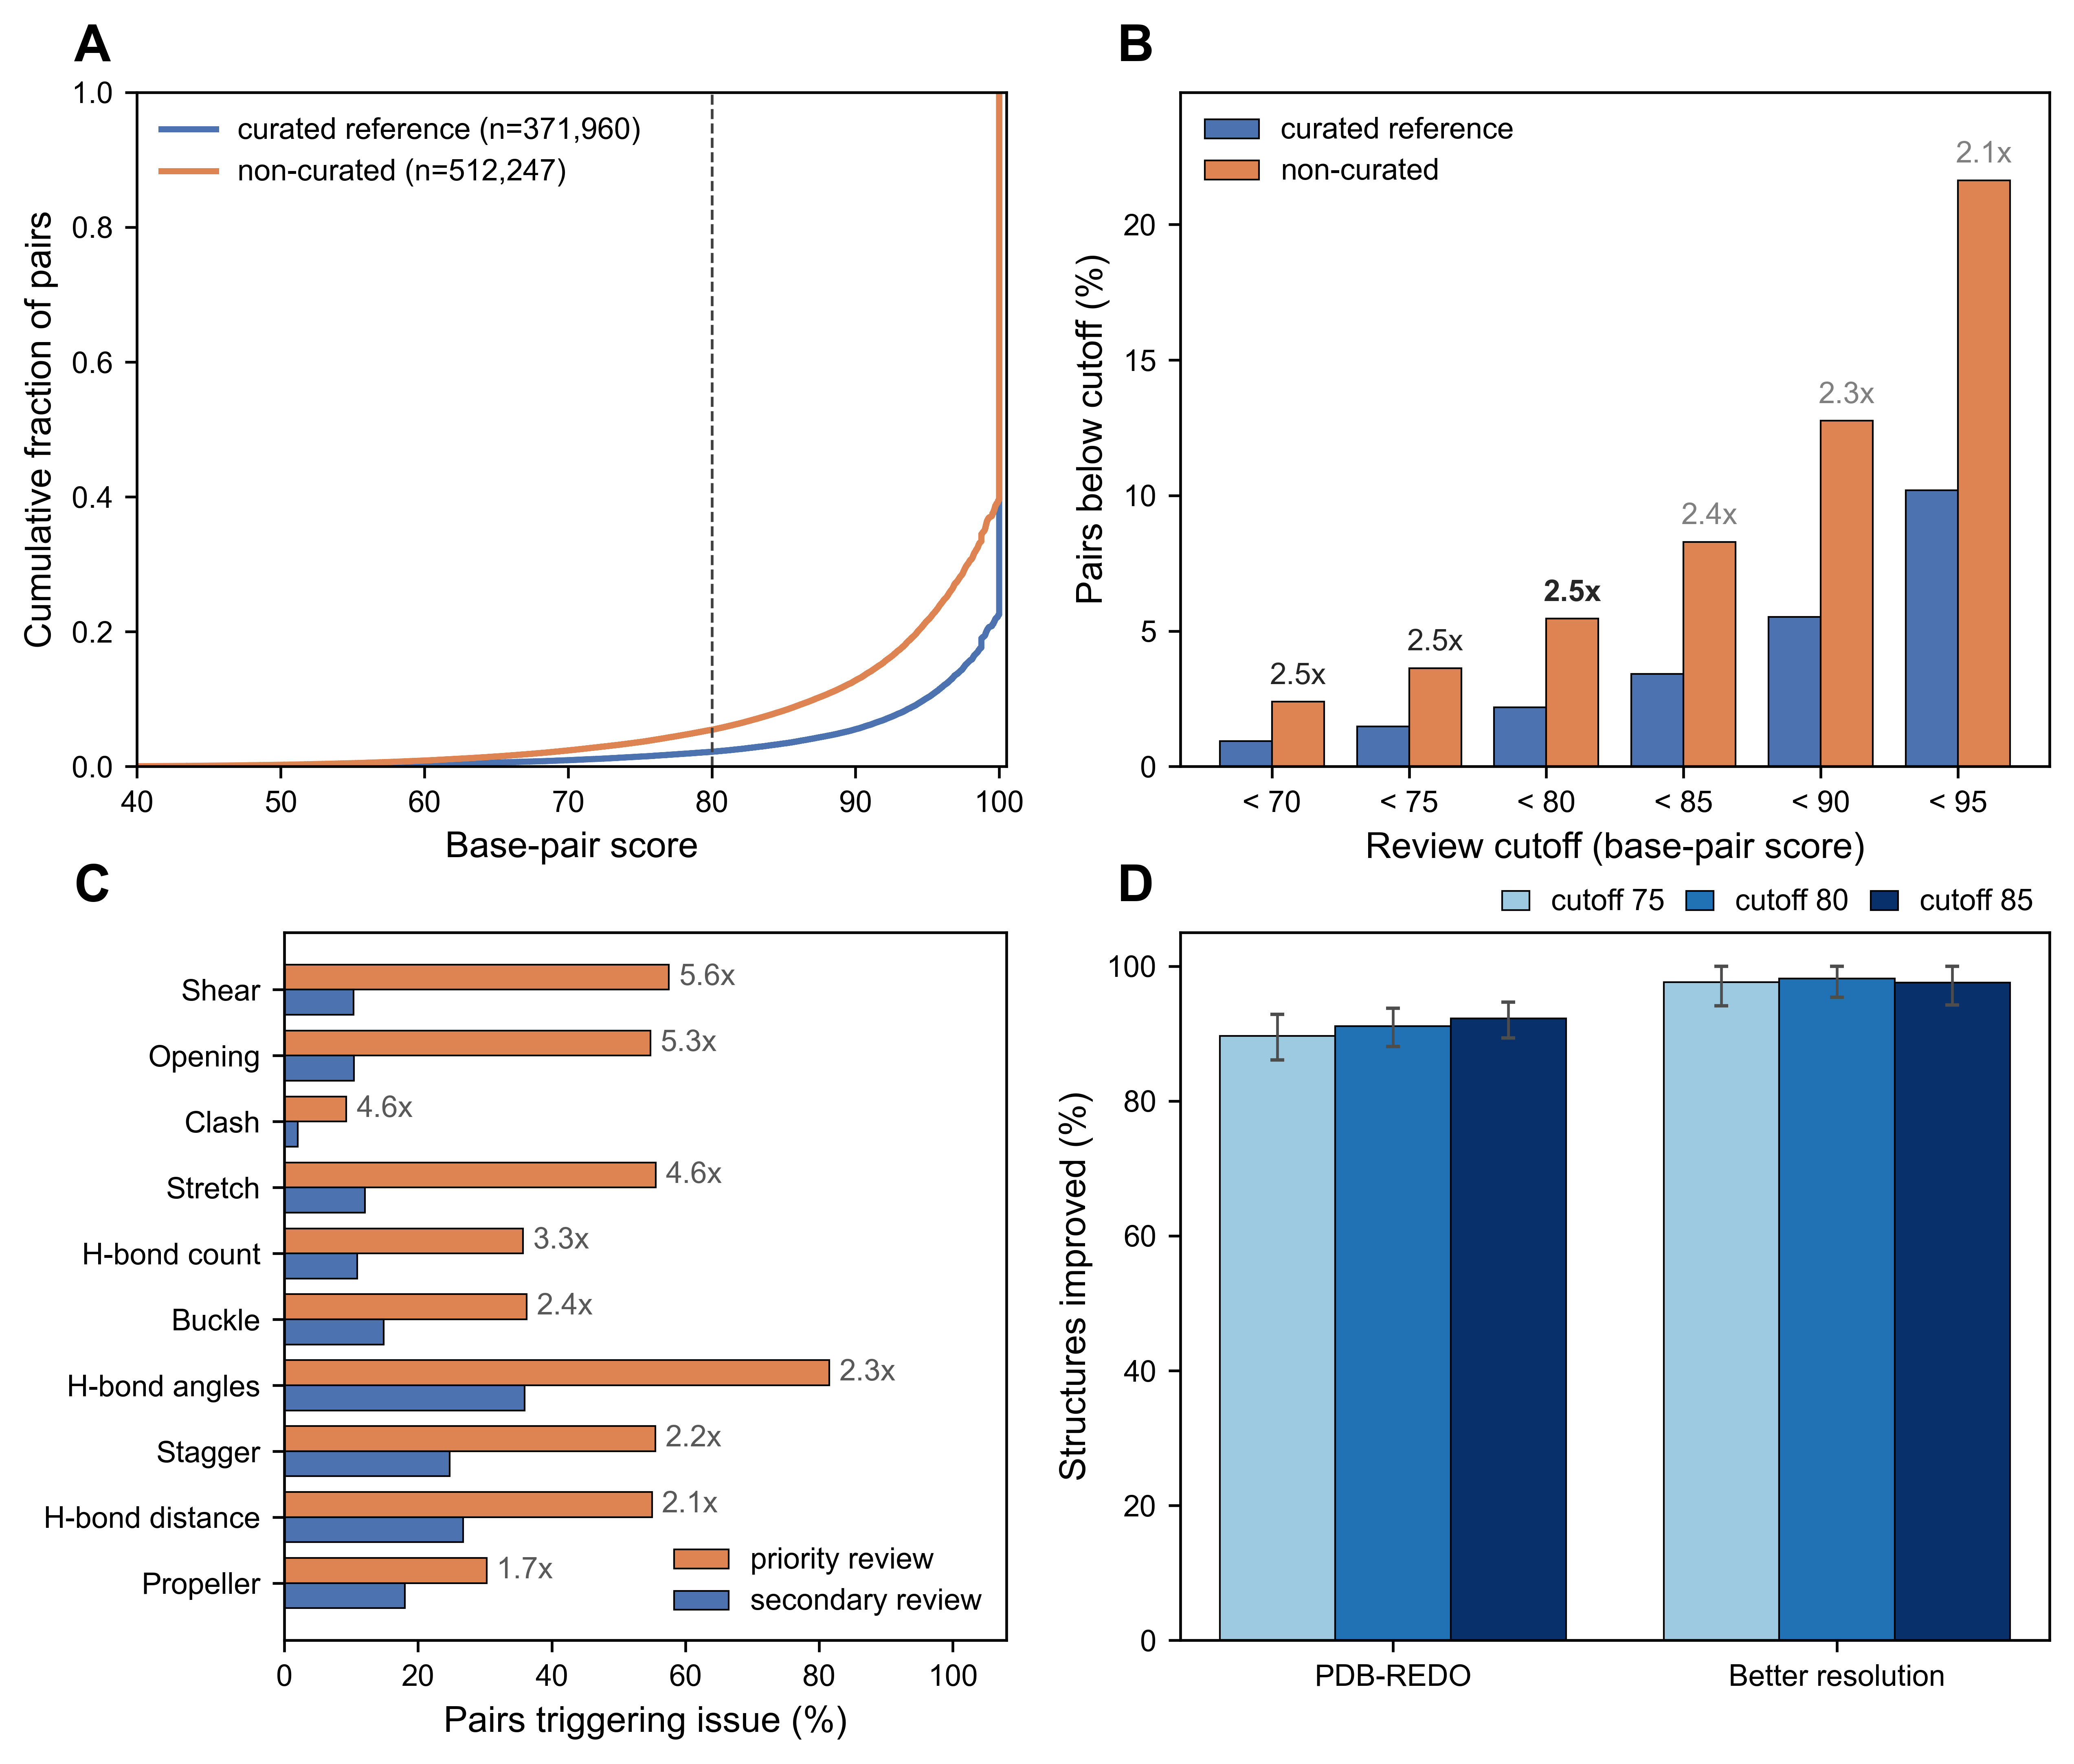 A
1.0
0.8
0.6
0.4
0.2
0.0
Cumulative fraction of pairs
curated reference (n=371,960)
non-curated (n=512,247)
40 50 60 70 80 90 100
Base-pair score
B
20
15
10
5
0
Pairs below cutoff (%)
curated reference
non-curated
2.5x
2.5x
2.5x
2.4x
2.3x
2.1x
< 70 < 75 < 80 < 85 < 90 < 95
Review cutoff (base-pair score)
C
Shear 5.6x
Opening 5.3x
Clash 4.6x
Stretch 4.6x
H-bond count 3.3x
Buckle 2.4x
H-bond angles 2.3x
Stagger 2.2x
H-bond distance 2.1x
Propeller 1.7x
priority review
secondary review
0 20 40 60 80 100
Pairs triggering issue (%)
D
cutoff 75 cutoff 80 cutoff 85
100
80
60
40
20
0
Structures improved (%)
PDB-REDO Better resolution